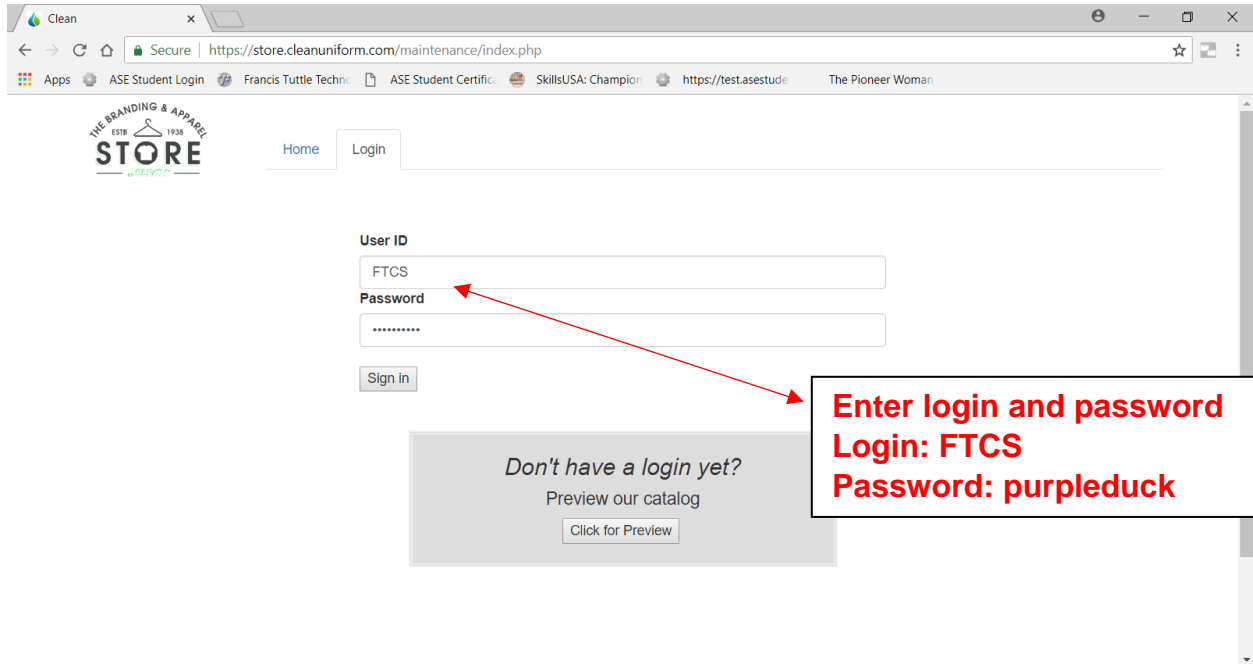 Clean
Secure | https://store.cleanuniform.com/maintenance/index.php
Apps ASE Student Login Francis Tuttle Techno ASE Student Certifica SkillsUSA: Champion https://test.asestude The Pioneer Woman
THE BRANDING & APPAREL
ESTB 1938
STORE
Home Login
User ID
FTCS
Password
••••••••••
Sign in
Enter login and password
Login: FTCS
Password: purpleduck
Don't have a login yet?
Preview our catalog
Click for Preview